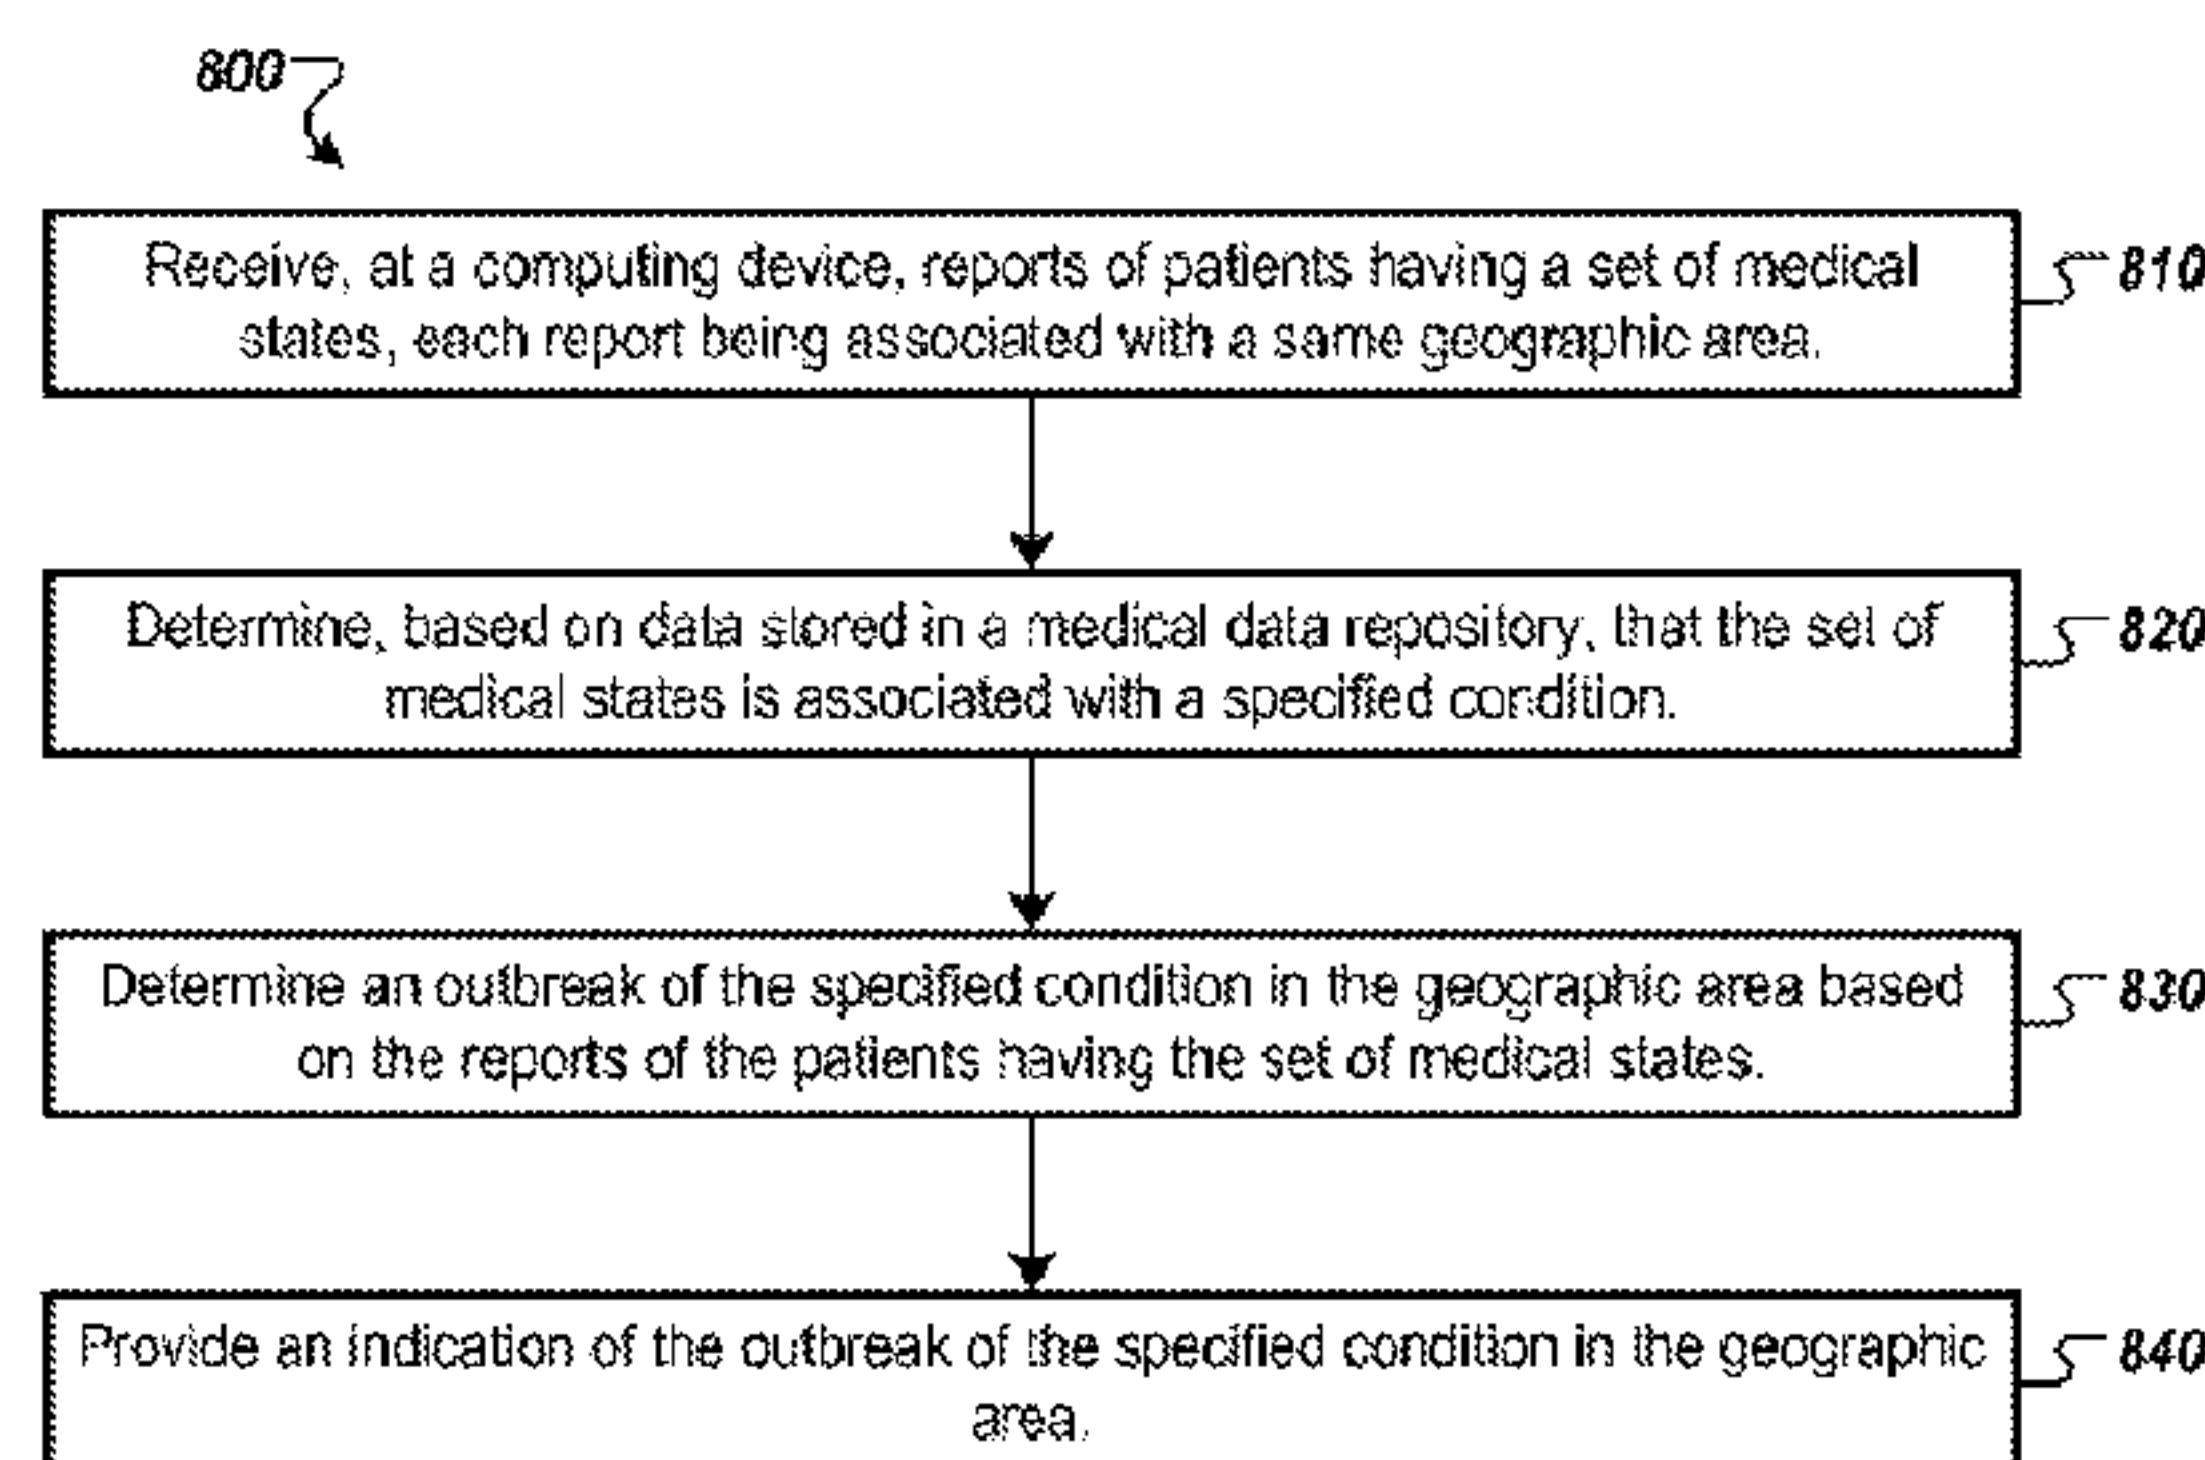 800
Receive, at a computing device, reports of patients having a set of medical
states, each report being associated with a same geographic area.
810
Determine, based on data stored in a medical data repository, that the set of
medical states is associated with a specified condition.
820
Determine an outbreak of the specified condition in the geographic area based
on the reports of the patients having the set of medical states.
830
Provide an indication of the outbreak of the specified condition in the geographic
area.
840